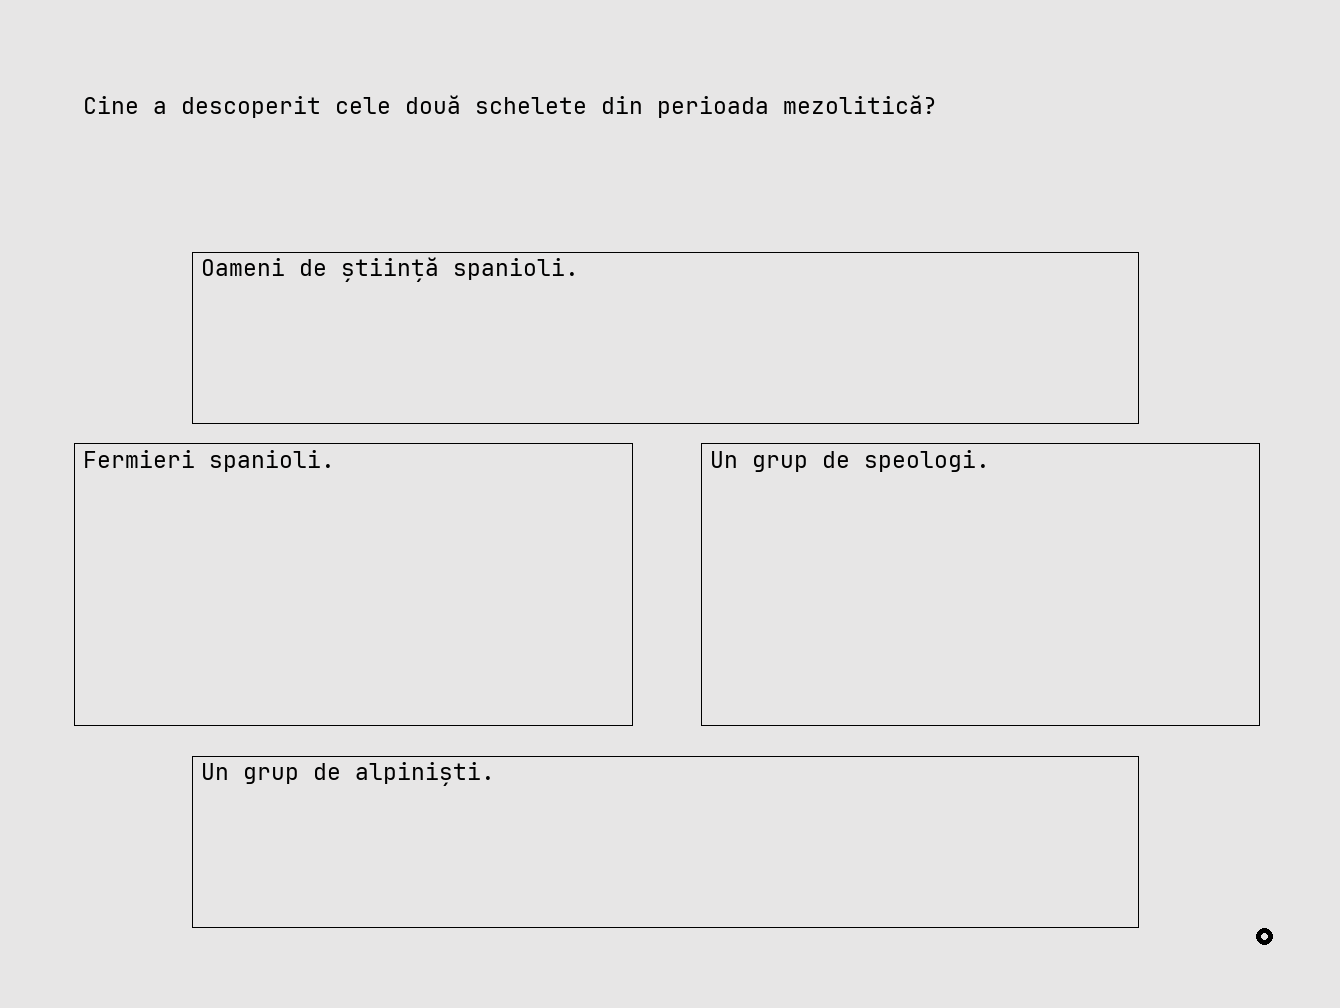 Cine a descoperit cele două schelete din perioada mezolitică?
Oameni de știință spanioli.
Fermieri spanioli.
Un grup de speologi.
Un grup de alpiniști.